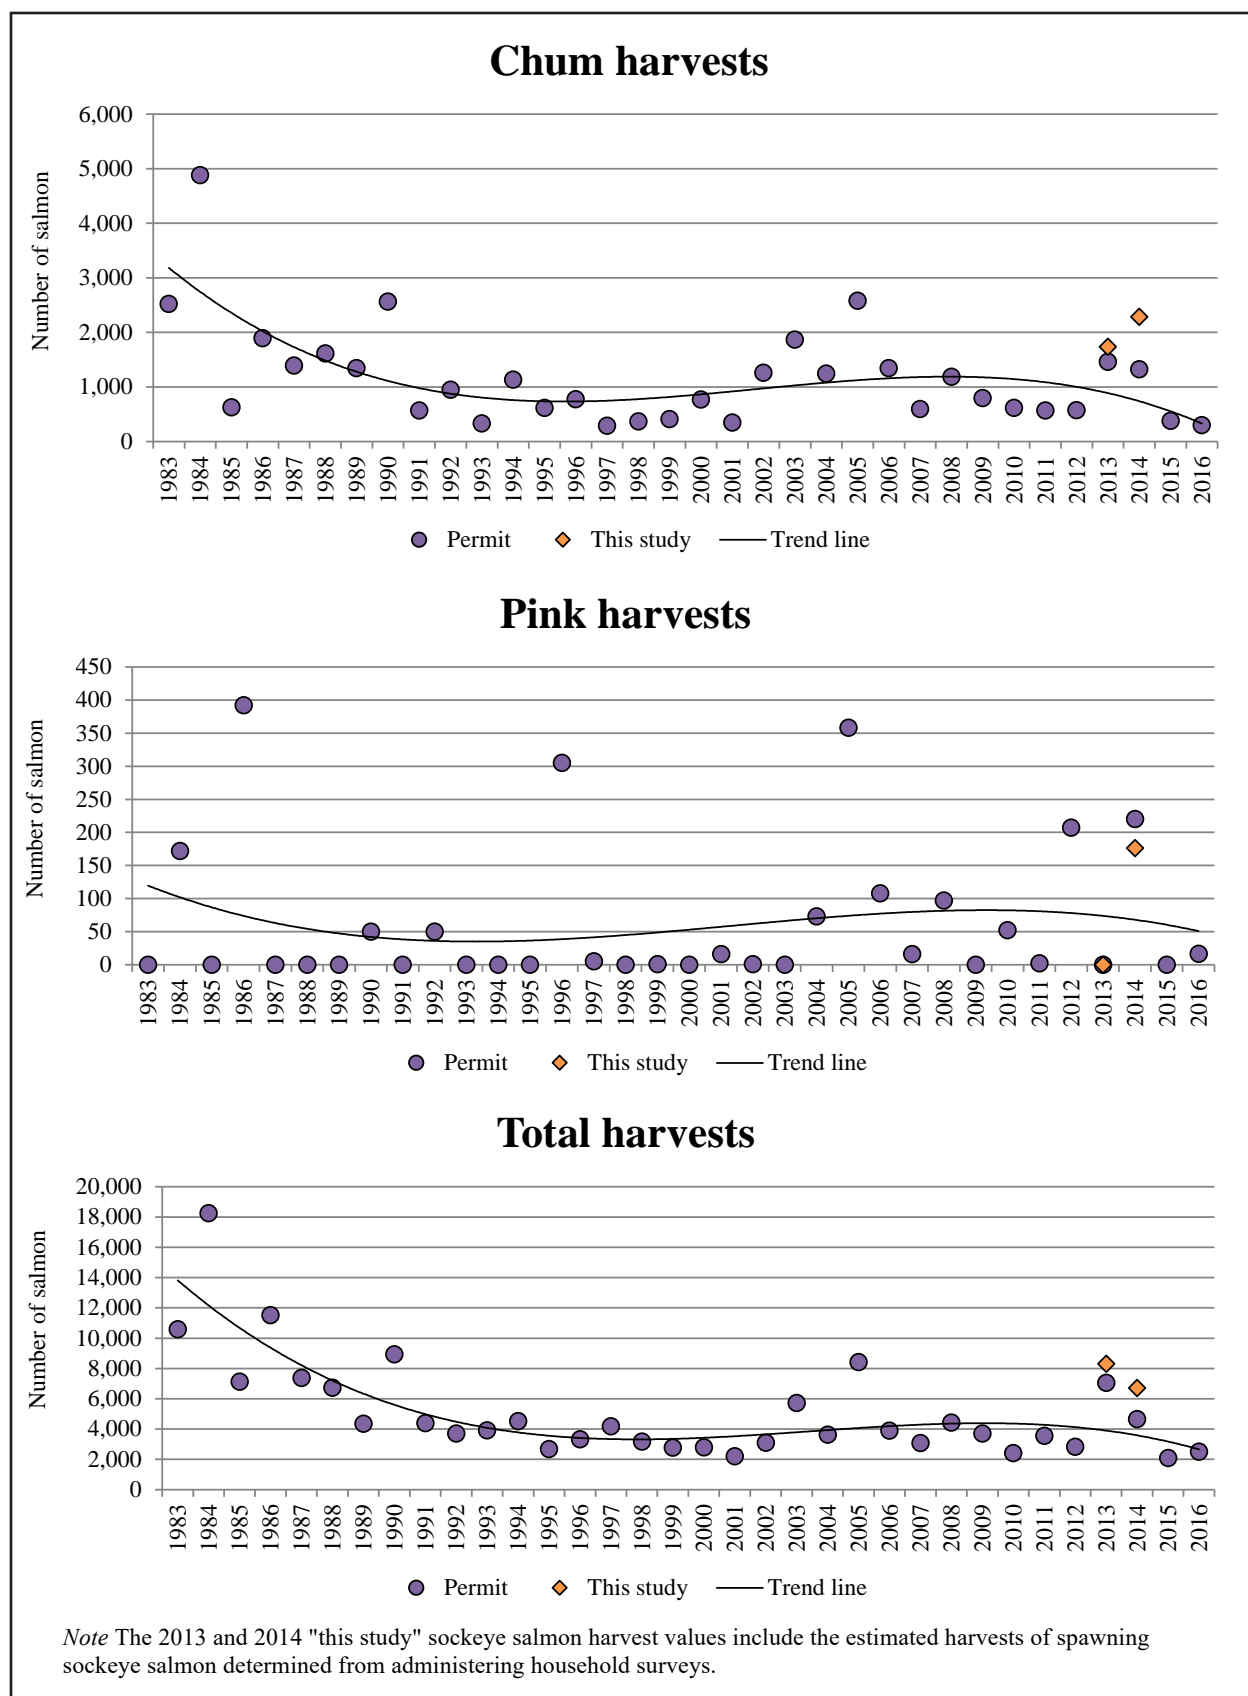 Chum harvests
Number of salmon
6,000
5,000
4,000
3,000
2,000
1,000
0
1983 1984 1985 1986 1987 1988 1989 1990 1991 1992 1993 1994 1995 1996 1997 1998 1999 2000 2001 2002 2003 2004 2005 2006 2007 2008 2009 2010 2011 2012 2013 2014 2015 2016
Permit This study Trend line
Pink harvests
Number of salmon
450
400
350
300
250
200
150
100
50
0
1983 1984 1985 1986 1987 1988 1989 1990 1991 1992 1993 1994 1995 1996 1997 1998 1999 2000 2001 2002 2003 2004 2005 2006 2007 2008 2009 2010 2011 2012 2013 2014 2015 2016
Permit This study Trend line
Total harvests
Number of salmon
20,000
18,000
16,000
14,000
12,000
10,000
8,000
6,000
4,000
2,000
0
1983 1984 1985 1986 1987 1988 1989 1990 1991 1992 1993 1994 1995 1996 1997 1998 1999 2000 2001 2002 2003 2004 2005 2006 2007 2008 2009 2010 2011 2012 2013 2014 2015 2016
Permit This study Trend line
Note The 2013 and 2014 "this study" sockeye salmon harvest values include the estimated harvests of spawning
sockeye salmon determined from administering household surveys.